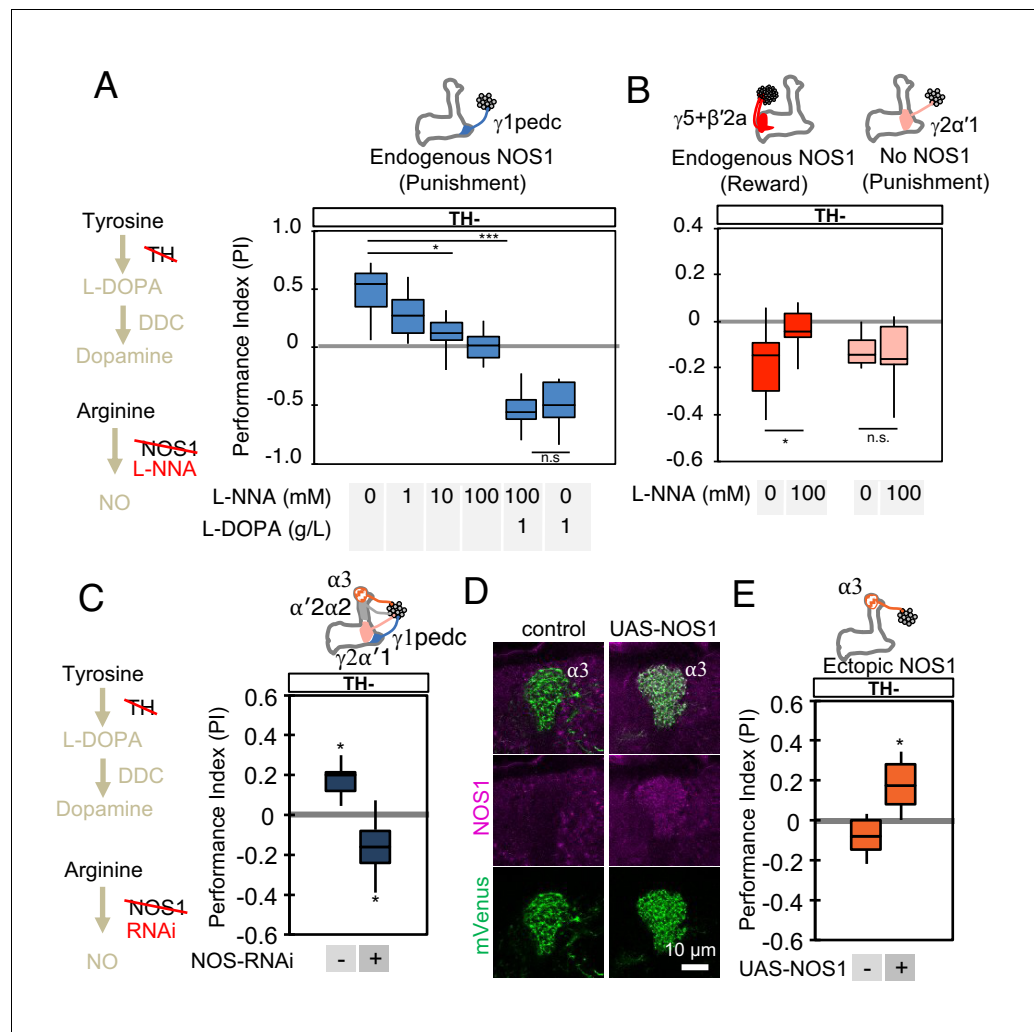 A
γ1pedc
Endogenous NOS1
(Punishment)
Tyrosine
TH
L-DOPA
DDC
Dopamine
Arginine
NOS1
L-NNA
NO
TH-
Performance Index (PI)
1.0
0.5
0
-0.5
-1.0
***
*
n.s
L-NNA (mM) 0 1 10 100 100 0
L-DOPA (g/L) 1 1
B
γ5+β'2a
γ2α'1
Endogenous NOS1
(Reward)
No NOS1
(Punishment)
TH-
0.4
0.2
0
-0.2
-0.4
-0.6
*
n.s.
L-NNA (mM) 0 100 0 100
C
α3
α'2α2
γ1pedc
γ2α'1
Tyrosine
TH
L-DOPA
DDC
Dopamine
Arginine
NOS1
RNAi
NO
TH-
Performance Index (PI)
0.6
0.4
0.2
0
-0.2
-0.4
-0.6
*
*
NOS-RNAi - +
D
control UAS-NOS1
α3 α3
NOS1
mVenus
10 μm
E
α3
Ectopic NOS1
TH-
Performance Index (PI)
0.6
0.4
0.2
0
-0.2
-0.4
-0.6
*
UAS-NOS1 - +